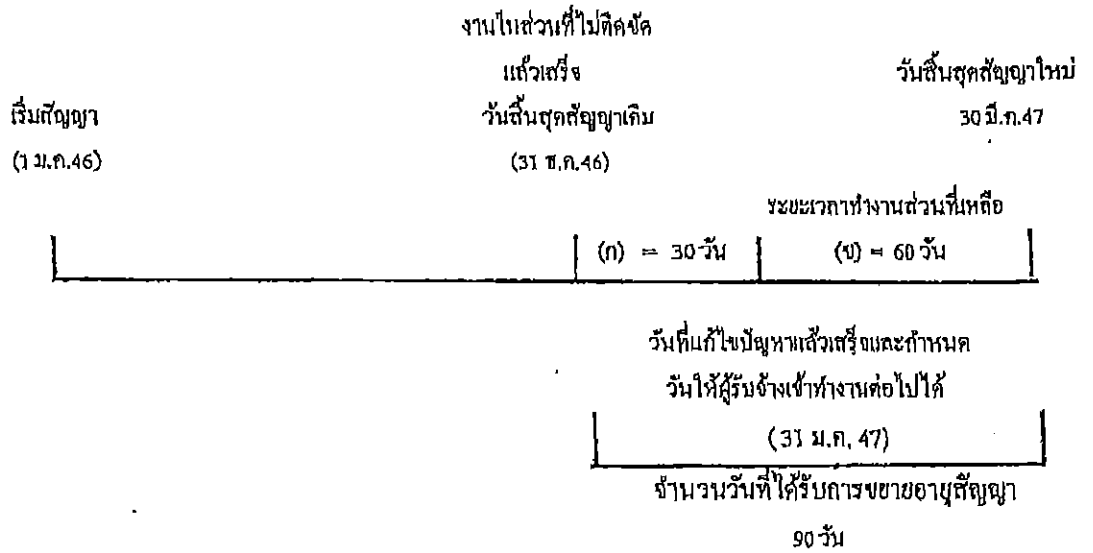 งานในส่วนที่ไม่ติดขัด
แล้วเสร็จ
วันสิ้นสุดสัญญาใหม่
เริ่มสัญญา
วันสิ้นสุดสัญญาเดิม
30 มี.ค.47
(1 ม.ค.46)
(31 ธ.ค.46)
ระยะเวลาทำงานส่วนที่เหลือ
(ก) = 30 วัน
(ข) = 60 วัน
วันที่แก้ไขปัญหาแล้วเสร็จและกำหนด
วันให้ผู้รับจ้างเข้าทำงานต่อไปได้
(31 ม.ค. 47)
จำนวนวันที่ได้รับการขยายอายุสัญญา
90 วัน